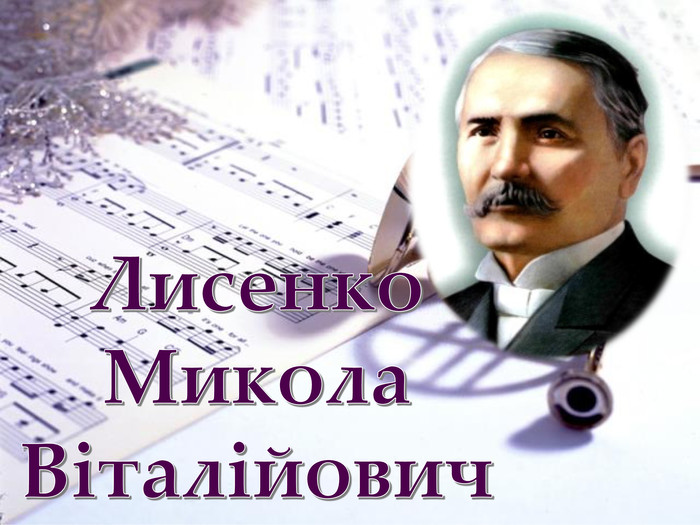 Лисенко
Микола
Віталійович